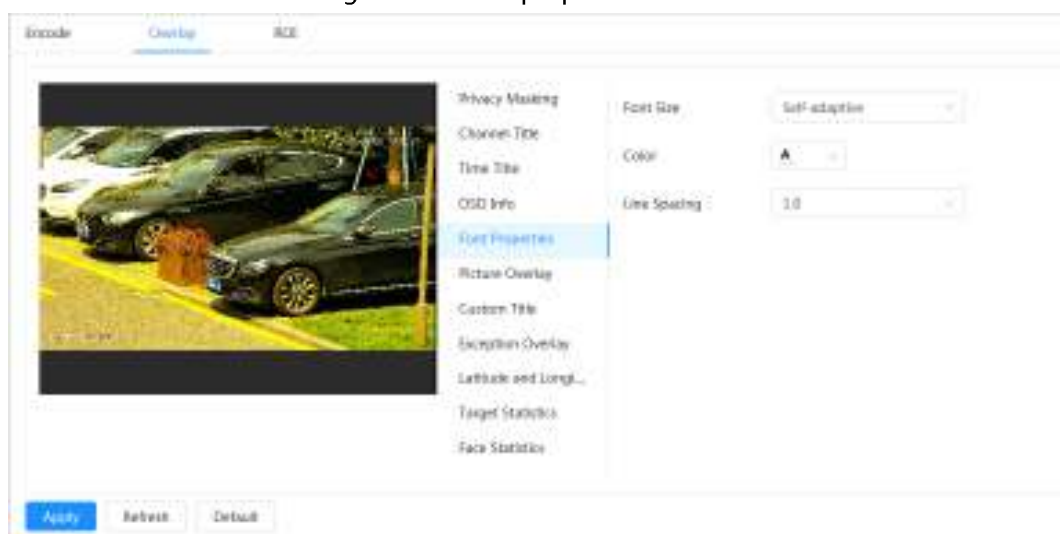 Encode Overlay ROI
Privacy Masking
Channel Title
Time Title
OSD Info
Font Properties
Picture Overlay
Custom Title
Exception Overlay
Latitude and Longi...
Target Statistics
Face Statistics
Font Size Self-adaptive
Color A
Line Spacing 1.0
Apply Refresh Default